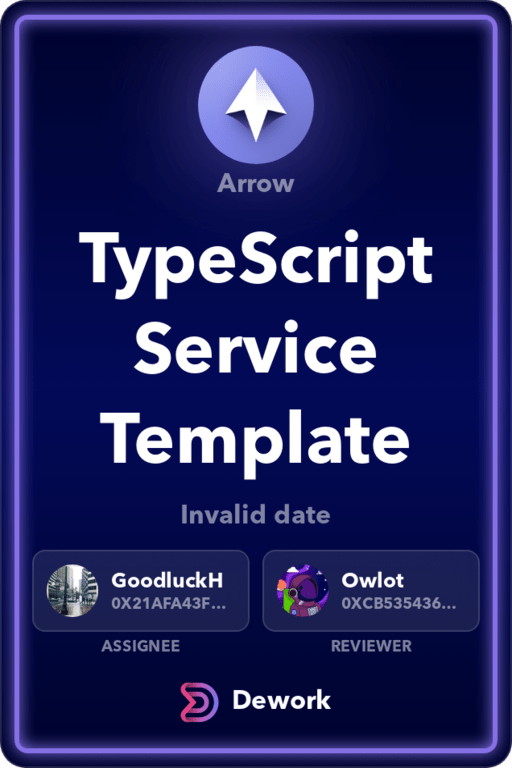 Arrow
TypeScript
Service
Template
Invalid date
GoodluckH
0X21AFA43F...
Owlot
0XCB535436...
ASSIGNEE
REVIEWER
Dework